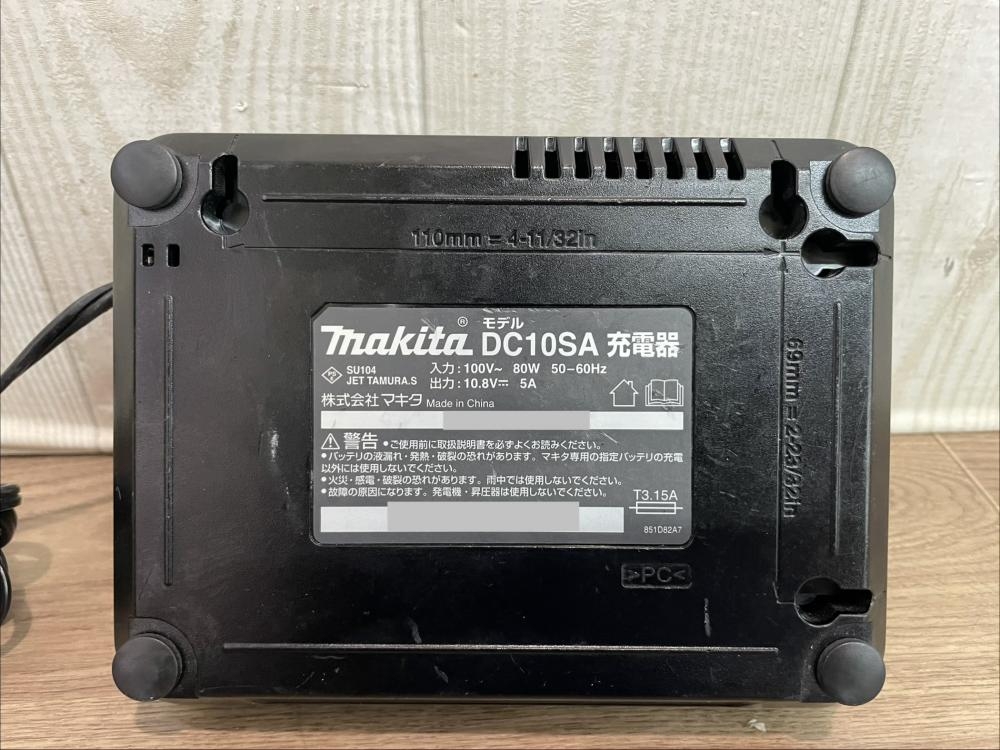 110mm = 4-11/32in
69mm = 2-23/32in
makita® モデル DC10SA 充電器
PS E SU104
JET TAMURA.S
入力：100V~ 80W 50-60Hz
出力：10.8V⎓ 5A
株式会社マキタ Made in China
⚠警告 ●ご使用前に取扱説明書を必ずよくお読みください。
●バッテリの液漏れ・発熱・破裂の恐れがあります。マキタ専用の指定バッテリの充電
以外には使用しないでください。
●火災・感電・破裂の恐れがあります。雨中では使用しないでください。
●故障の原因になります。発電機・昇圧器は使用しないでください。
T3.15A
851D82A7
>PC<